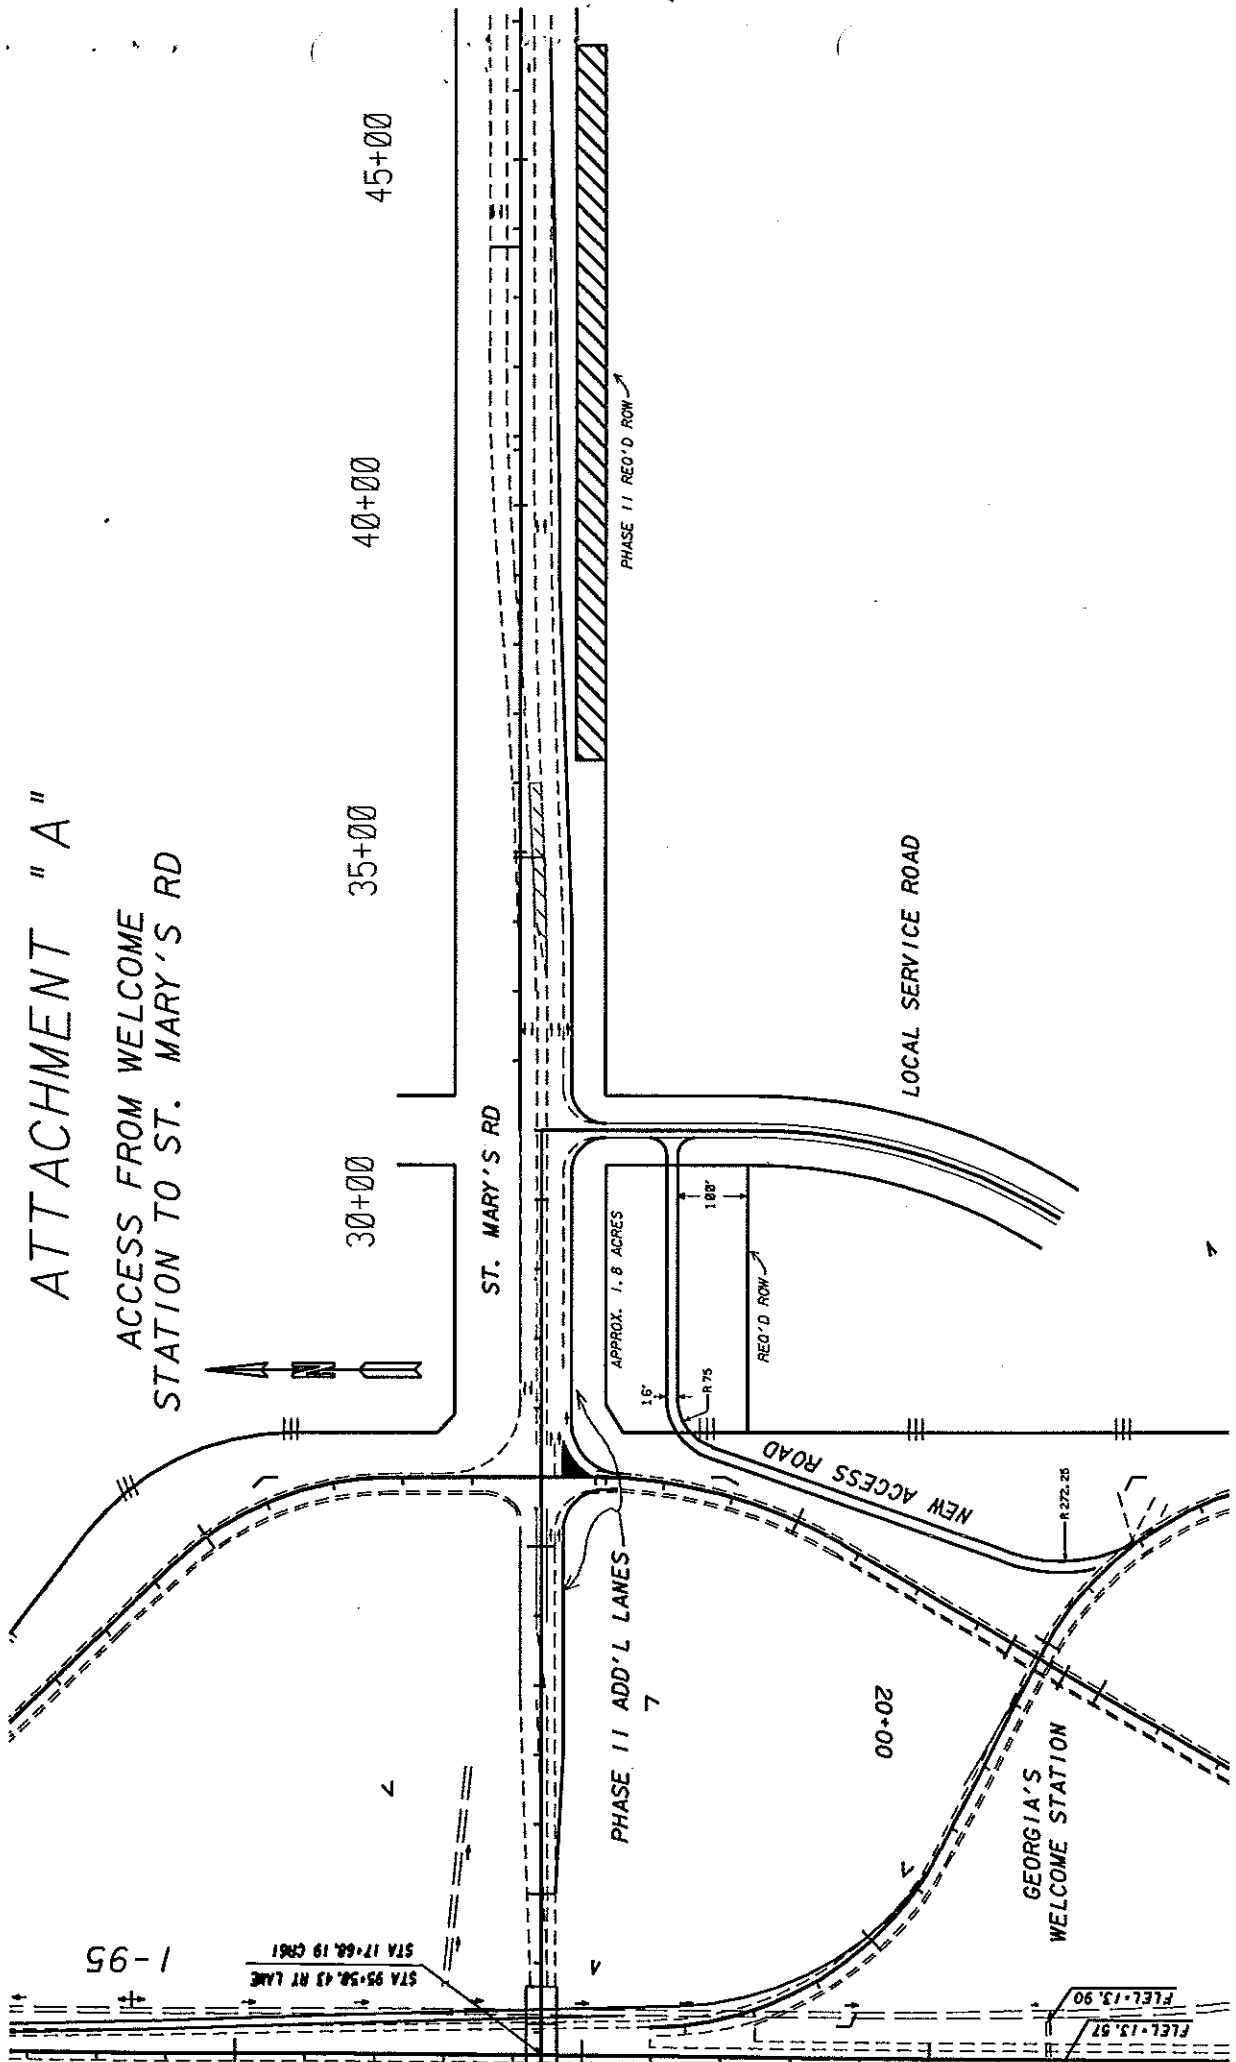 ATTACHMENT "A"
ACCESS FROM WELCOME
STATION TO ST. MARY'S RD
N
30+00
35+00
40+00
45+00
ST. MARY'S RD
I-95
STA 95+58.43 RT LANE
STA 17+68.19 CR61
PHASE II ADD'L LANES
APPROX. 1.8 ACRES
16'
R 75
100'
REQ'D ROW
PHASE II REQ'D ROW
LOCAL SERVICE ROAD
NEW ACCESS ROAD
R 272.25
20+00
GEORGIA'S
WELCOME STATION
FLEL=13.90
FLEL=13.57